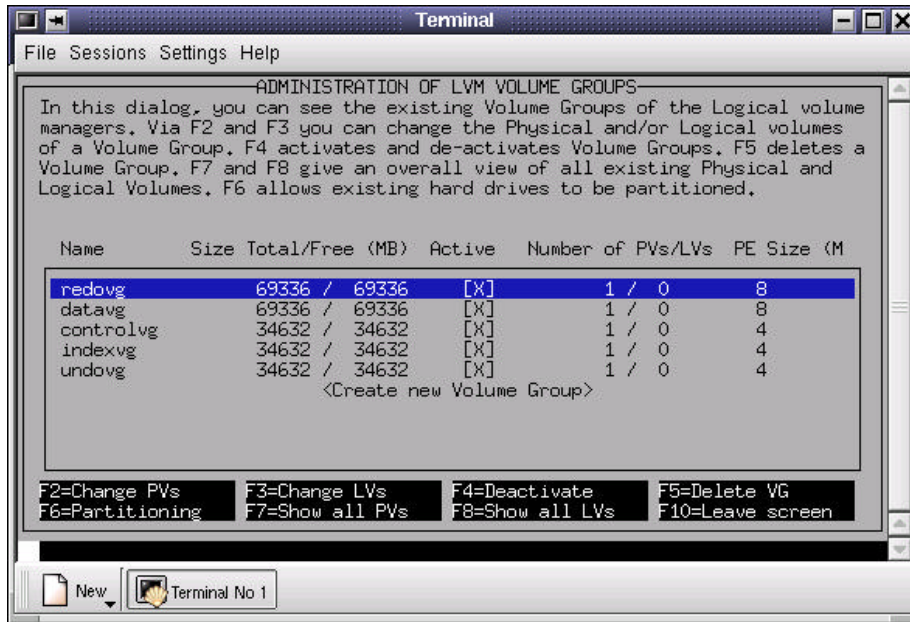 Terminal
File Sessions Settings Help
ADMINISTRATION OF LVM VOLUME GROUPS
In this dialog, you can see the existing Volume Groups of the Logical volume
managers. Via F2 and F3 you can change the Physical and/or Logical volumes
of a Volume Group. F4 activates and de-activates Volume Groups. F5 deletes a
Volume Group. F7 and F8 give an overall view of all existing Physical and
Logical Volumes. F6 allows existing hard drives to be partitioned.
Name Size Total/Free (MB) Active Number of PVs/LVs PE Size (M
redovg 69336 / 69336 [X] 1 / 0 8
datavg 69336 / 69336 [X] 1 / 0 8
controlvg 34632 / 34632 [X] 1 / 0 4
indexvg 34632 / 34632 [X] 1 / 0 4
undovg 34632 / 34632 [X] 1 / 0 4
<Create new Volume Group>
F2=Change PVs F3=Change LVs F4=Deactivate F5=Delete VG
F6=Partitioning F7=Show all PVs F8=Show all LVs F10=Leave screen
New Terminal No 1